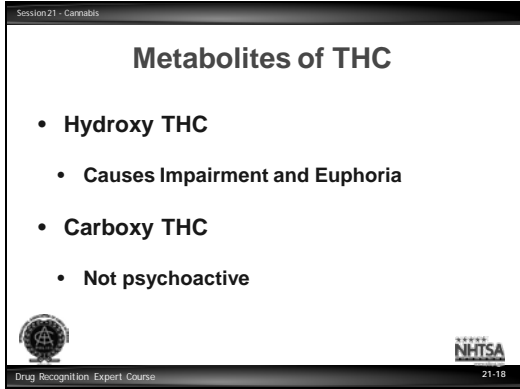 Session 21 - Cannabis
Metabolites of THC
• Hydroxy THC
• Causes Impairment and Euphoria
• Carboxy THC
• Not psychoactive
NHTSA
Drug Recognition Expert Course
21-18